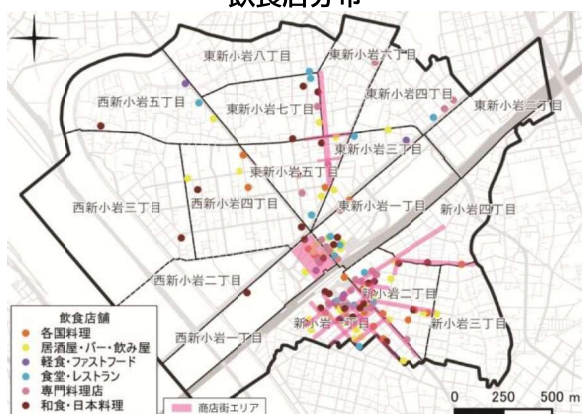 飲食店分布
東新小岩八丁目
東新小岩六丁目
西新小岩五丁目
東新小岩七丁目
東新小岩四丁目
東新小岩二丁目
東新小岩三丁目
東新小岩五丁目
西新小岩三丁目
西新小岩四丁目
東新小岩一丁目
新小岩四丁目
西新小岩二丁目
新小岩二丁目
西新小岩一丁目
新小岩一丁目
新小岩三丁目
飲食店舗
各国料理
居酒屋・バー・飲み屋
軽食・ファストフード
食堂・レストラン
専門料理店
和食・日本料理
商店街エリア
0 250 500 m